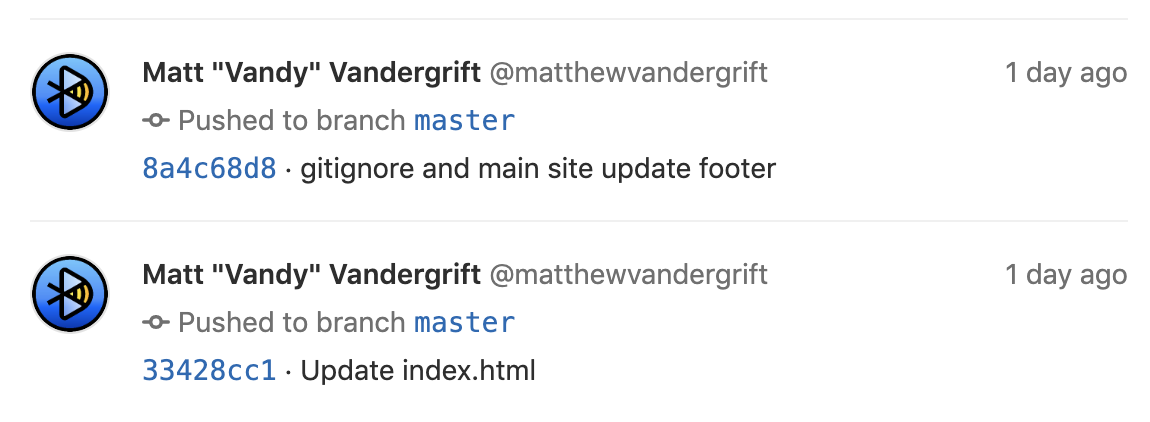 Matt "Vandy" Vandergrift @matthewvandergrift 1 day ago
Pushed to branch master
8a4c68d8 · gitignore and main site update footer
Matt "Vandy" Vandergrift @matthewvandergrift 1 day ago
Pushed to branch master
33428cc1 · Update index.html